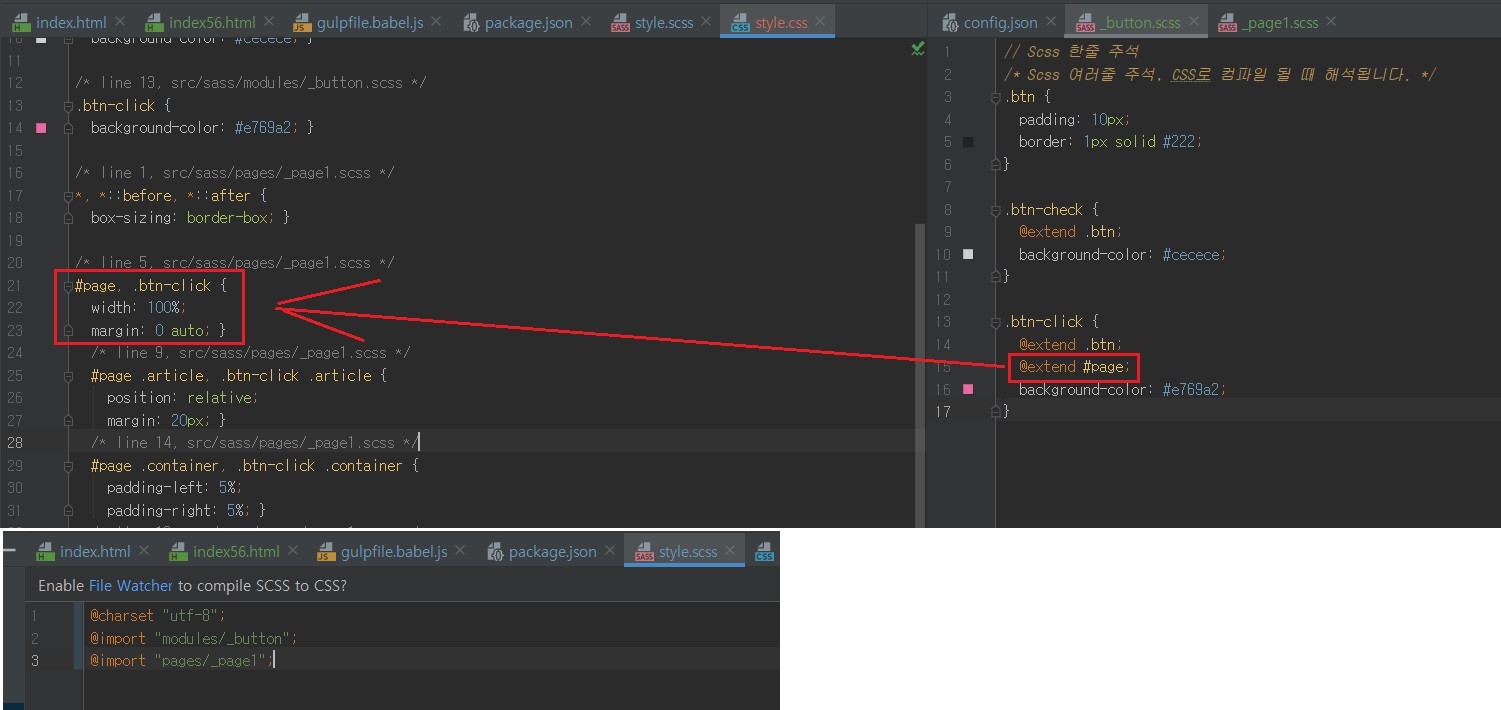 index.html index56.html gulpfile.babel.js package.json style.scss style.css
10 background-color: #cecece; }
11
12 /* line 13, src/sass/modules/_button.scss */
13 .btn-click {
14 background-color: #e769a2; }
15
16 /* line 1, src/sass/pages/_page1.scss */
17 *, *::before, *::after {
18 box-sizing: border-box; }
19
20 /* line 5, src/sass/pages/_page1.scss */
21 #page, .btn-click {
22 width: 100%;
23 margin: 0 auto; }
24 /* line 9, src/sass/pages/_page1.scss */
25 #page .article, .btn-click .article {
26 position: relative;
27 margin: 20px; }
28 /* line 14, src/sass/pages/_page1.scss */
29 #page .container, .btn-click .container {
30 padding-left: 5%;
31 padding-right: 5%; }
config.json _button.scss _page1.scss
1 // Scss 한줄 주석
2 /* Scss 여러줄 주석, CSS로 컴파일 될 때 해석됩니다. */
3 .btn {
4 padding: 10px;
5 border: 1px solid #222;
6 }
7
8 .btn-check {
9 @extend .btn;
10 background-color: #cecece;
11 }
12
13 .btn-click {
14 @extend .btn;
15 @extend #page;
16 background-color: #e769a2;
17 }
index.html index56.html gulpfile.babel.js package.json style.scss
Enable File Watcher to compile SCSS to CSS?
1 @charset "utf-8";
2 @import "modules/_button";
3 @import "pages/_page1";